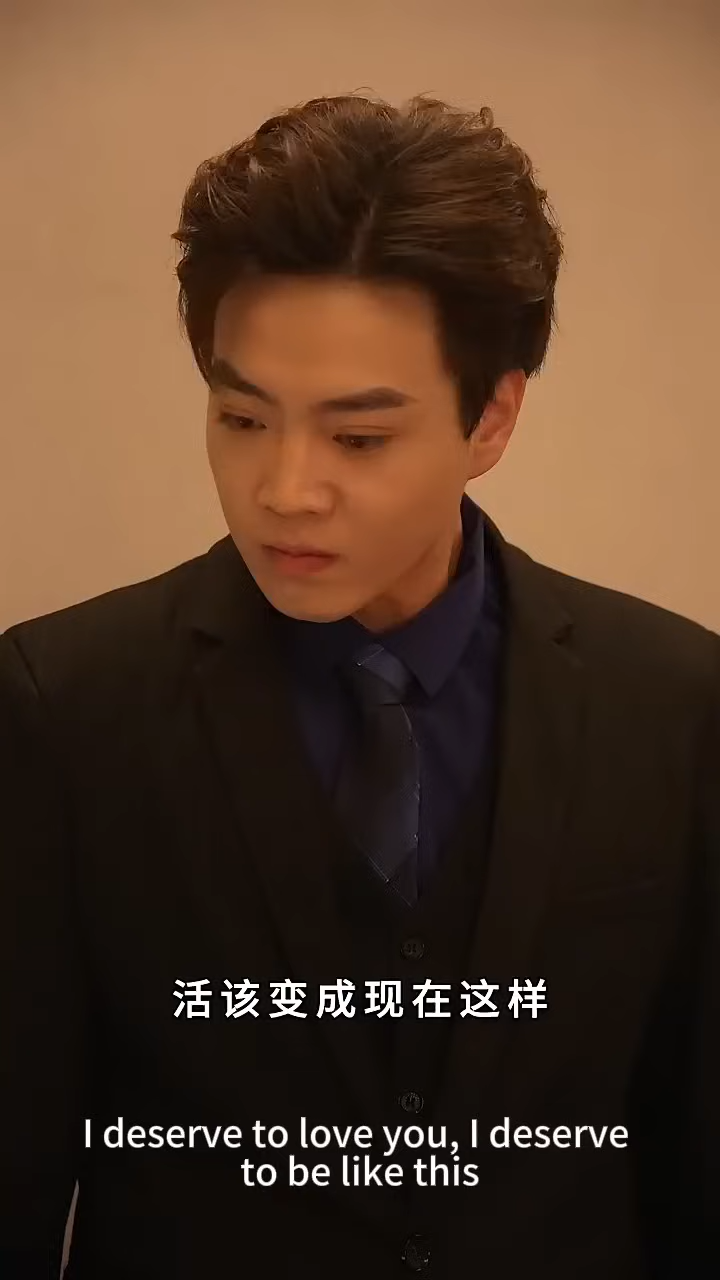 活该变成现在这样
I deserve to love you, I deserve
to be like this